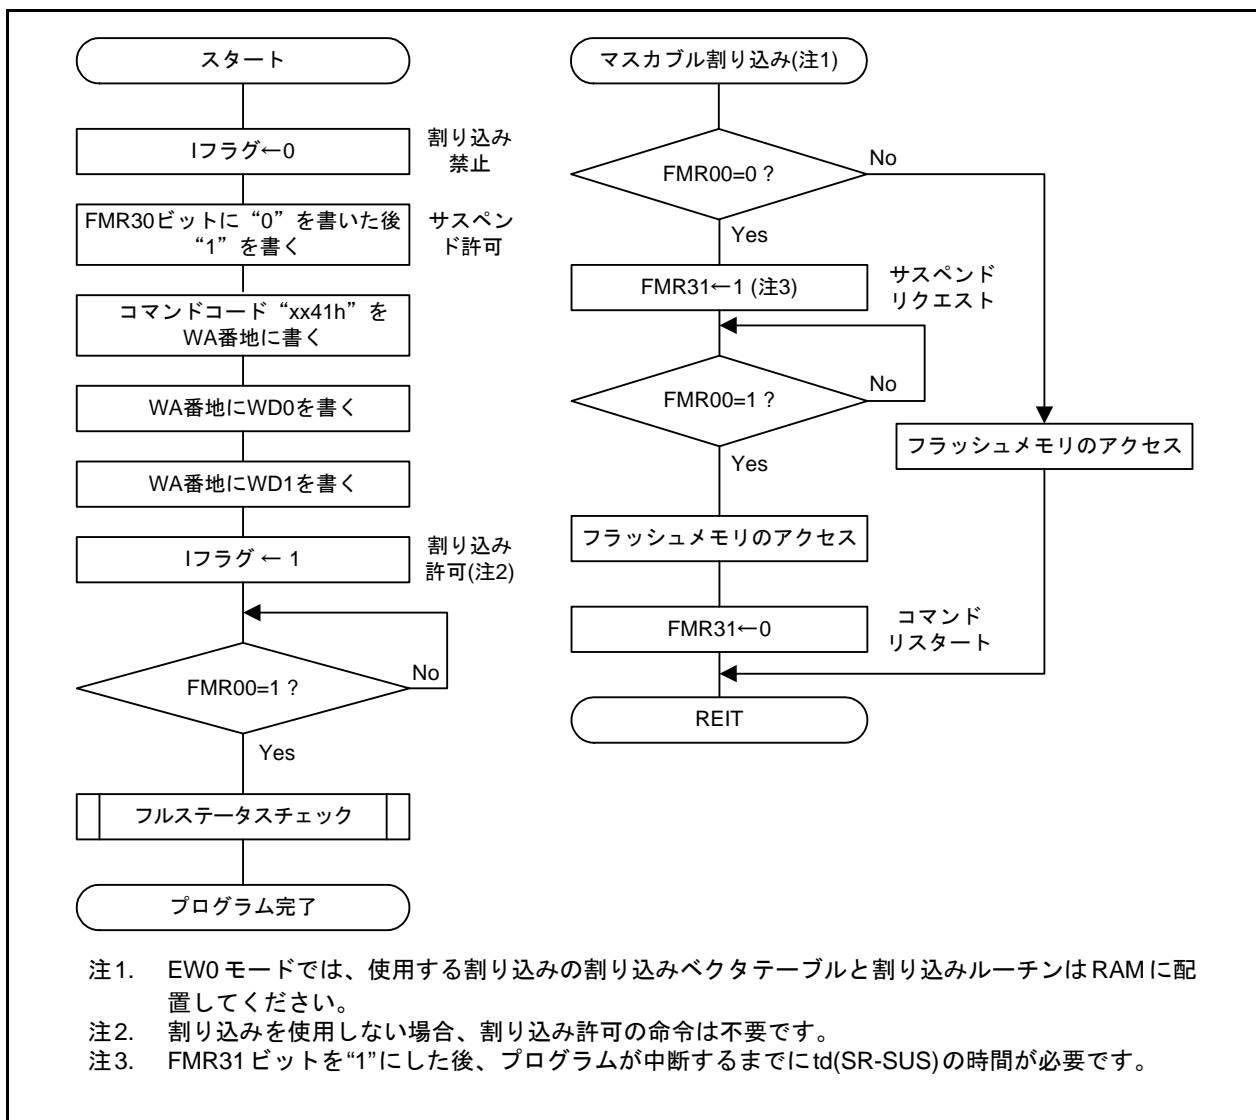 スタート
Iフラグ←0
割り込み
禁止
FMR30ビットに“0”を書いた後
“1”を書く
サスペン
ド許可
コマンドコード“xx41h”を
WA番地に書く
WA番地にWD0を書く
WA番地にWD1を書く
Iフラグ ← 1
割り込み
許可(注2)
FMR00=1 ?
No
Yes
フルステータスチェック
プログラム完了
マスカブル割り込み(注1)
FMR00=0 ?
No
Yes
FMR31←1 (注3)
サスペンド
リクエスト
FMR00=1 ?
No
Yes
フラッシュメモリのアクセス
フラッシュメモリのアクセス
FMR31←0
コマンド
リスタート
REIT
注1. EW0モードでは、使用する割り込みの割り込みベクタテーブルと割り込みルーチンはRAMに配
置してください。
注2. 割り込みを使用しない場合、割り込み許可の命令は不要です。
注3. FMR31ビットを“1”にした後、プログラムが中断するまでにtd(SR-SUS)の時間が必要です。